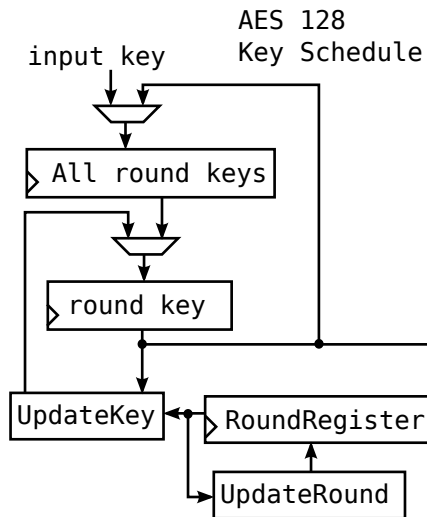 AES 128
Key Schedule
input key
All round keys
round key
UpdateKey
RoundRegister
UpdateRound